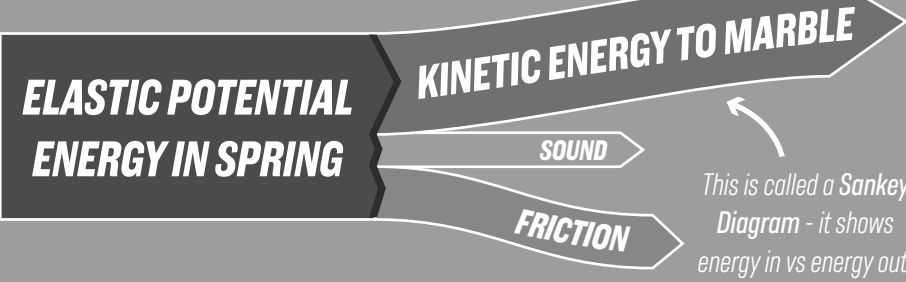 ELASTIC POTENTIAL
ENERGY IN SPRING
KINETIC ENERGY TO MARBLE
SOUND
FRICTION
This is called a Sankey
Diagram - it shows
energy in vs energy out